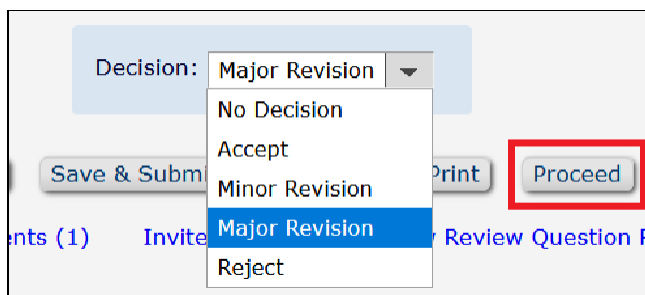 Decision: Major Revision
No Decision
Accept
Save & Submi Print Proceed
Minor Revision
ents (1) Invite Major Revision Review Question
Reject